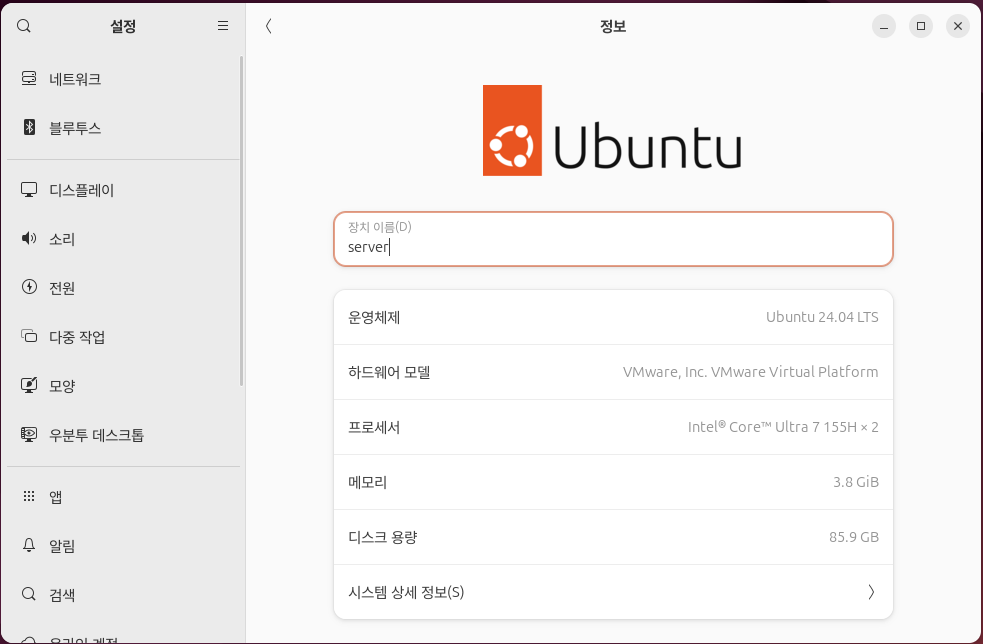 설정
정보
네트워크
블루투스
디스플레이
소리
전원
다중 작업
모양
우분투 데스크톱
앱
알림
검색
온라인 계정
Ubuntu
장치 이름(D)
server
운영체제 Ubuntu 24.04 LTS
하드웨어 모델 VMware, Inc. VMware Virtual Platform
프로세서 Intel® Core™ Ultra 7 155H × 2
메모리 3.8 GiB
디스크 용량 85.9 GB
시스템 상세 정보(S)